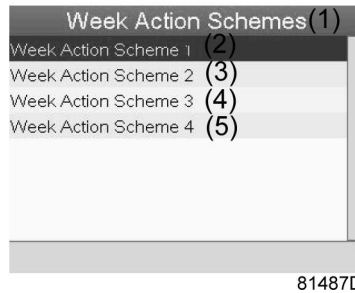 Week Action Schemes(1)
Week Action Scheme 1 (2)
Week Action Scheme 2 (3)
Week Action Scheme 3 (4)
Week Action Scheme 4 (5)
81487D